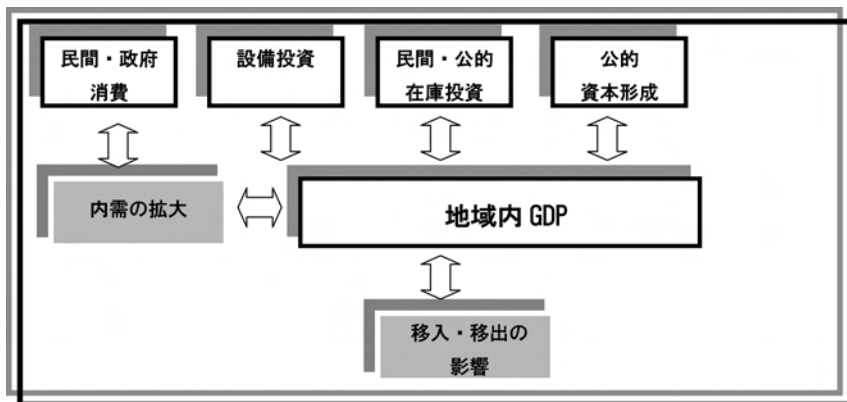 民間・政府
消費
設備投資
民間・公的
在庫投資
公的
資本形成
内需の拡大
地域内 GDP
移入・移出の
影響